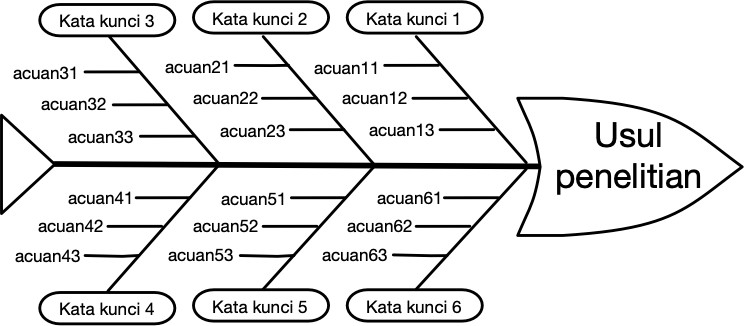 Kata kunci 3
Kata kunci 2
Kata kunci 1
acuan31
acuan32
acuan33
acuan21
acuan22
acuan23
acuan11
acuan12
acuan13
Usul
penelitian
acuan41
acuan42
acuan43
acuan51
acuan52
acuan53
acuan61
acuan62
acuan63
Kata kunci 4
Kata kunci 5
Kata kunci 6